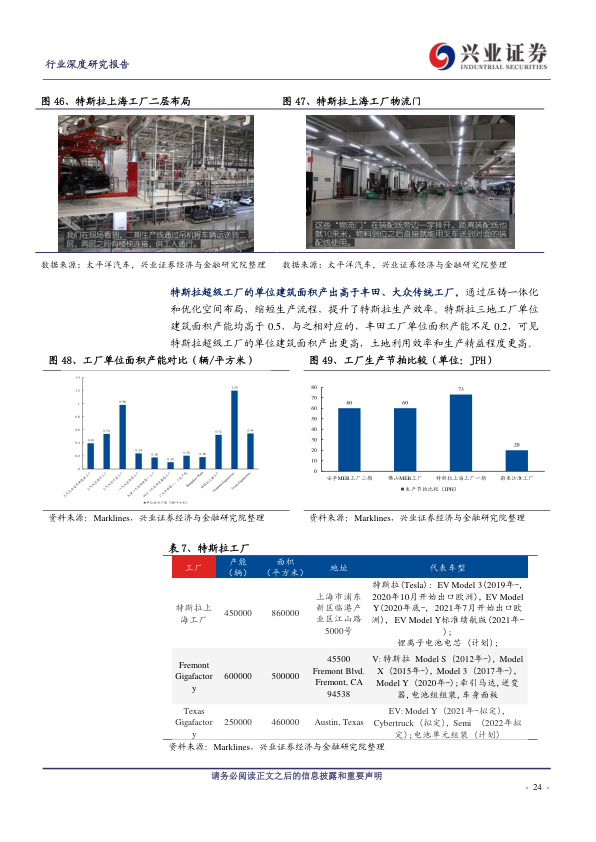 行业深度研究报告
兴业证券
INDUSTRIAL SECURITIES
图 46、特斯拉上海工厂二层布局
图 47、特斯拉上海工厂物流门
我们在现场看到，二期生产线通过吊机将车辆运送到二
层，两层之间有楼梯连接，供工人通行。
这些“物流门”在装配线旁边一字排开，距离装配线也
就10来米，物料到位之后直接就能用叉车送到对面的装
配线使用。
数据来源：太平洋汽车，兴业证券经济与金融研究院整理
数据来源：太平洋汽车，兴业证券经济与金融研究院整理
特斯拉超级工厂的单位建筑面积产出高于丰田、大众传统工厂。通过压铸一体化
和优化空间布局，缩短生产流程，提升了特斯拉生产效率。特斯拉三地工厂单位
建筑面积产能均高于 0.5，与之相对应的，丰田工厂单位面积产能不足 0.2，可见
特斯拉超级工厂的单位建筑面积产出更高，土地利用效率和生产精益程度更高。
图 48、工厂单位面积产能对比（辆/平方米）
图 49、工厂生产节拍比较（单位：JPH）
80
70
60
50
40
30
20
10
0
60
60
73
20
安亭MEB工厂二期
佛山MEB工厂
特斯拉上海工厂一期
蔚来江淮工厂
生产节拍比较（JPH）
资料来源：Marklines，兴业证券经济与金融研究院整理
资料来源：Marklines，兴业证券经济与金融研究院整理
表 7、特斯拉工厂
工厂 产能（辆） 面积（平方米） 地址 代表车型
特斯拉(Tesla)：EV Model 3(2019年-,
上海市浦东 2020年10月开始出口欧洲), EV Model
特斯拉上 450000 860000 新区临港产 Y(2020年底-, 2021年7月开始出口欧
海工厂 业区江山路 洲), EV Model Y标准续航版(2021年-
5000号 );
锂离子电池电芯（计划）;
45500 V: 特斯拉 Model S (2012年-), Model
Fremont 600000 500000 Fremont Blvd. X (2015年-), Model 3 (2017年-),
Gigafactor Fremont, CA Model Y (2020年-); 牵引马达,逆变
y 94538 器,电池组组装,车身面板
Texas EV: Model Y (2021年-拟定),
Gigafactor 250000 460000 Austin, Texas Cybertruck (拟定), Semi (2022年拟
y 定); 电池单元组装（计划）
资料来源：Marklines、兴业证券经济与金融研究院整理
请务必阅读正文之后的信息披露和重要声明
- 24 -